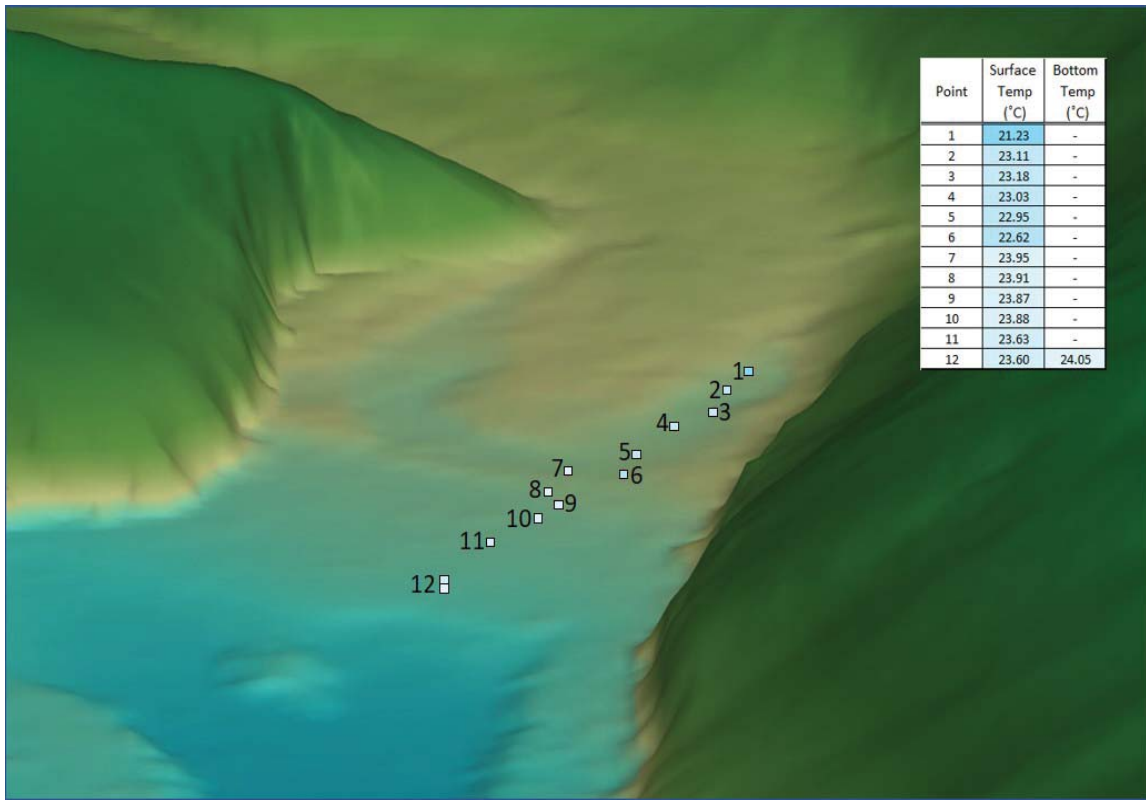 Point Surface Temp (˚C) Bottom Temp (˚C)
1 21.23 -
2 23.11 -
3 23.18 -
4 23.03 -
5 22.95 -
6 22.62 -
7 23.95 -
8 23.91 -
9 23.87 -
10 23.88 -
11 23.63 -
12 23.60 24.05
1
2
3
4
5
6
7
8
9
10
11
12